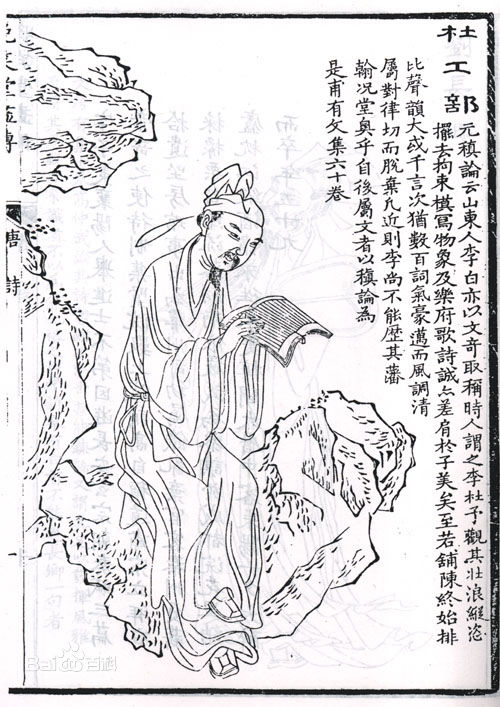 杜工部
元稹論云山東人李白亦以文奇取稱時人謂之李杜予觀其壯浪縱恣
擺去拘束模寫物象及樂府歌詩誠亦差肩於子美矣至若舖陳終始排
比聲韻大或千言次猶數百詞氣豪邁而風調清
屬對律切而脫棄凡近則李尚不能歷其藩
翰况堂奧乎自後屬文者以稹論為
是甫有文集六十卷
唐詩
一
Baidu百科